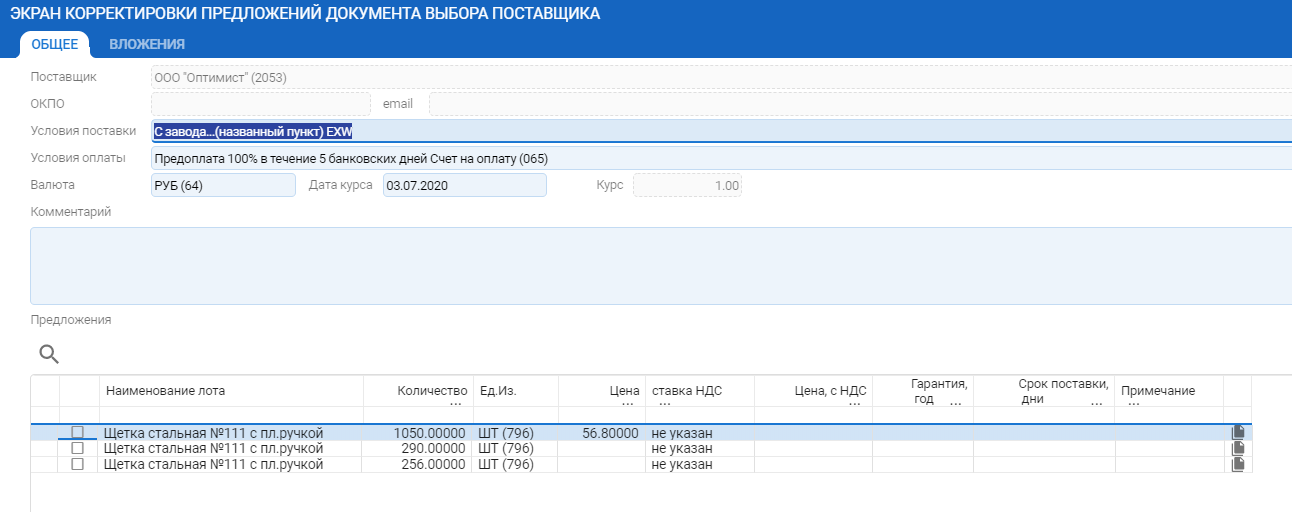 ЭКРАН КОРРЕКТИРОВКИ ПРЕДЛОЖЕНИЙ ДОКУМЕНТА ВЫБОРА ПОСТАВЩИКА
ОБЩЕЕ ВЛОЖЕНИЯ
Поставщик ООО "Оптимист" (2053)
ОКПО email
Условия поставки С завода...(названный пункт) EXW
Условия оплаты Предоплата 100% в течение 5 банковских дней Счет на оплату (065)
Валюта РУБ (64) Дата курса 03.07.2020 Курс 1.00
Комментарий
Предложения
Наименование лота Количество ... Ед.Из. Цена ... ставка НДС ... Цена, с НДС ... Гарантия, год ... Срок поставки, дни ... Примечание ...
Щетка стальная №111 с пл.ручкой 1050.00000 ШТ (796) 56.80000 не указан
Щетка стальная №111 с пл.ручкой 290.00000 ШТ (796) не указан
Щетка стальная №111 с пл.ручкой 256.00000 ШТ (796) не указан